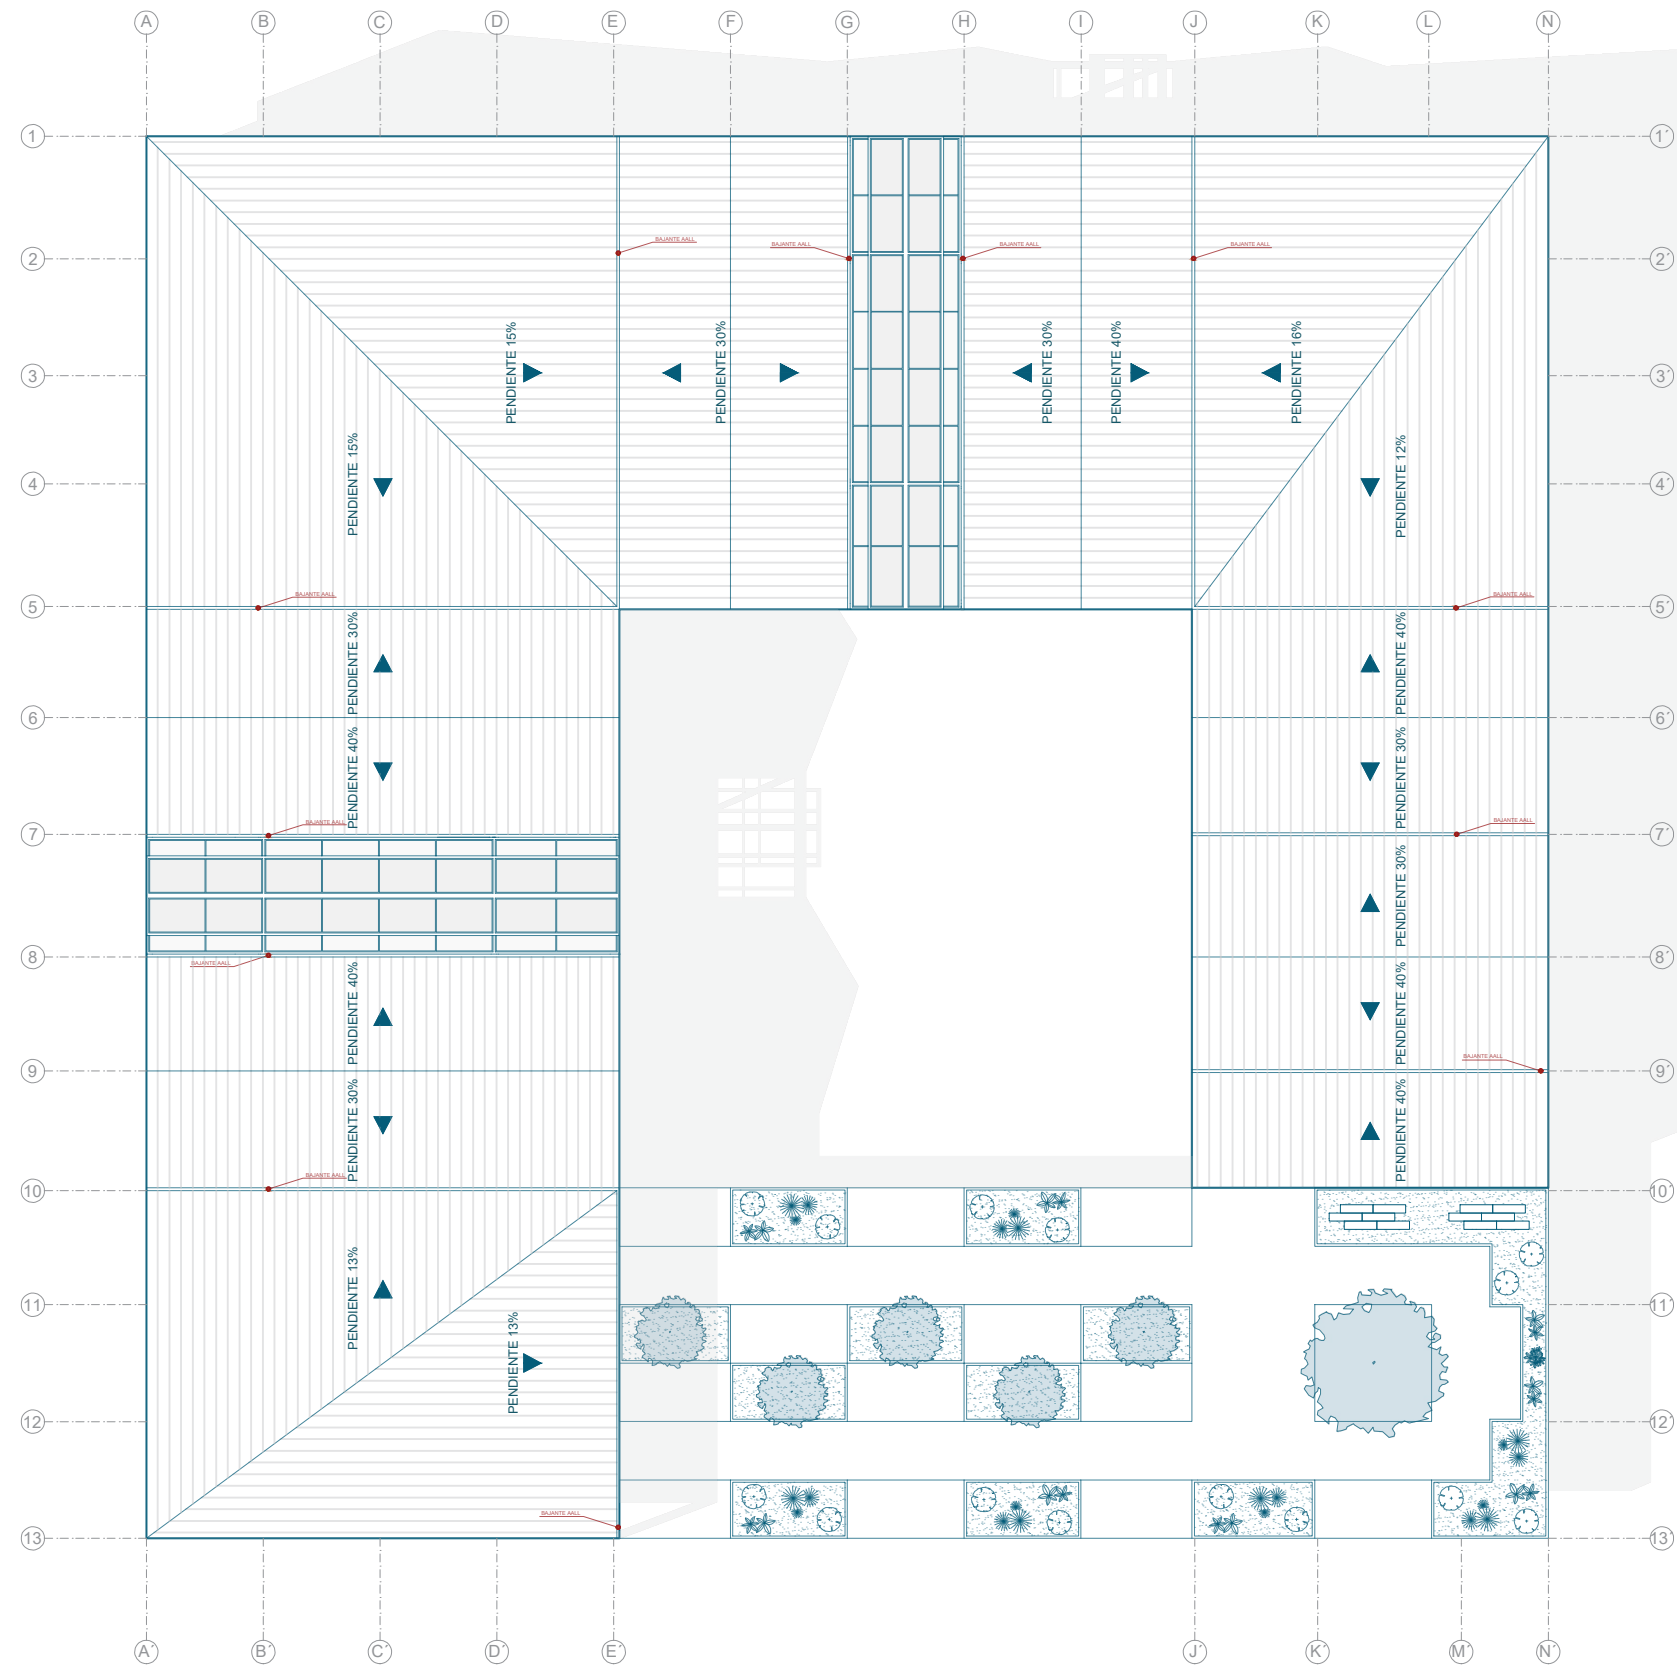 A B C D E F G H I J K L N
1 1´
BAJANTE AALL BAJANTE AALL BAJANTE AALL BAJANTE AALL
2 2´
PENDIENTE 15% PENDIENTE 30% PENDIENTE 30% PENDIENTE 40% PENDIENTE 16%
3 3´
PENDIENTE 15% PENDIENTE 12%
4 4´
BAJANTE AALL BAJANTE AALL
5 5´
PENDIENTE 30% PENDIENTE 40%
6 6´
PENDIENTE 40% PENDIENTE 30%
BAJANTE AALL BAJANTE AALL
7 7´
PENDIENTE 30%
8 8´
BAJANTE AALL
PENDIENTE 40% PENDIENTE 40%
BAJANTE AALL
9 9´
PENDIENTE 30% PENDIENTE 40%
BAJANTE AALL
10 10´
PENDIENTE 13%
11 11´
PENDIENTE 13%
12 12´
BAJANTE AALL
13 13´
A´ B´ C´ D´ E´ J´ K´ M´ N´